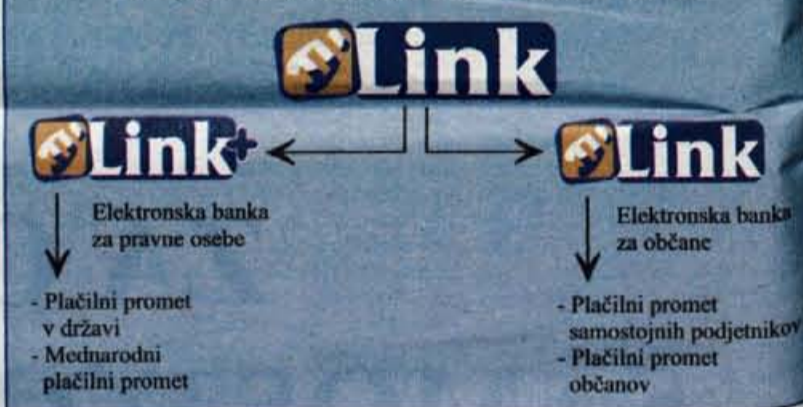 Link
Link+
Link
Elektronska banka
za pravne osebe
- Plačilni promet
v državi
- Mednarodni
plačilni promet
Elektronska banka
za občane
- Plačilni promet
samostojnih podjetnikov
- Plačilni promet
občanov